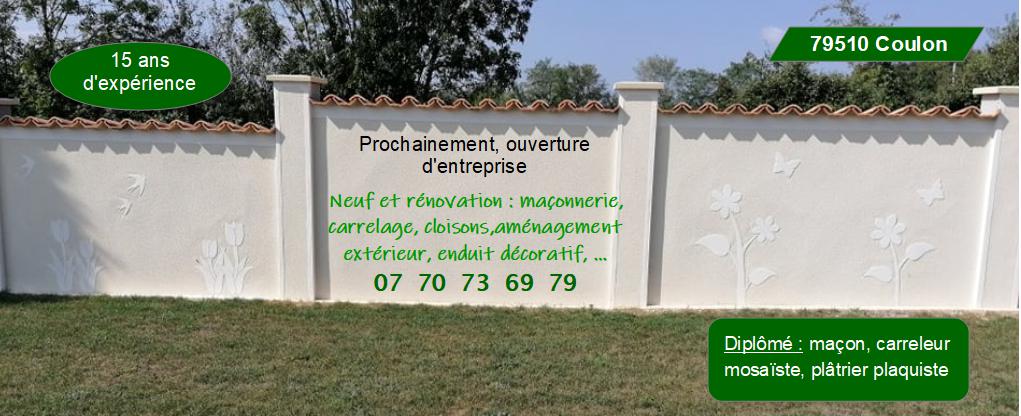 15 ans
d'expérience
79510 Coulon
Prochainement, ouverture
d'entreprise
Neuf et rénovation : maçonnerie,
carrelage, cloisons,aménagement
extérieur, enduit décoratif, ...
07 70 73 69 79
Diplômé : maçon, carreleur
mosaïste, plâtrier plaquiste